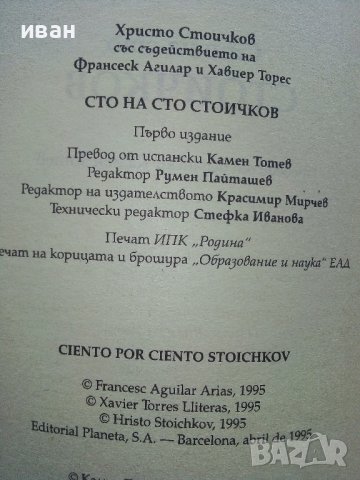 иван
Христо Стоичков
със съдействието на
Франсеск Агилар и Хавиер Торес
СТО НА СТО СТОИЧКОВ
Първо издание
Превод от испански Камен Тотев
Редактор Румен Пайташев
Редактор на издателството Красимир Мирчев
Технически редактор Стефка Иванова
Печат ИПК „Родина“
ечат на корицата и брошура „Образование и наука“ ЕАД
CIENTO POR CIENTO STOICHKOV
© Francesc Aguilar Arias, 1995
© Xavier Torres Lliteras, 1995
© Hristo Stoichkov, 1995
Editorial Planeta, S.A. — Barcelona, abril de 1995
BAZAR